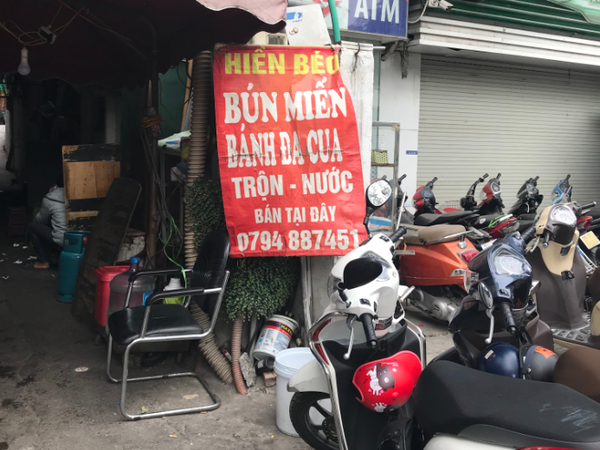 ATM
HIỀN BÉO
BÚN MIẾN
BÁNH ĐA CUA
TRỘN - NƯỚC
BÁN TẠI ĐÂY
0794 887451